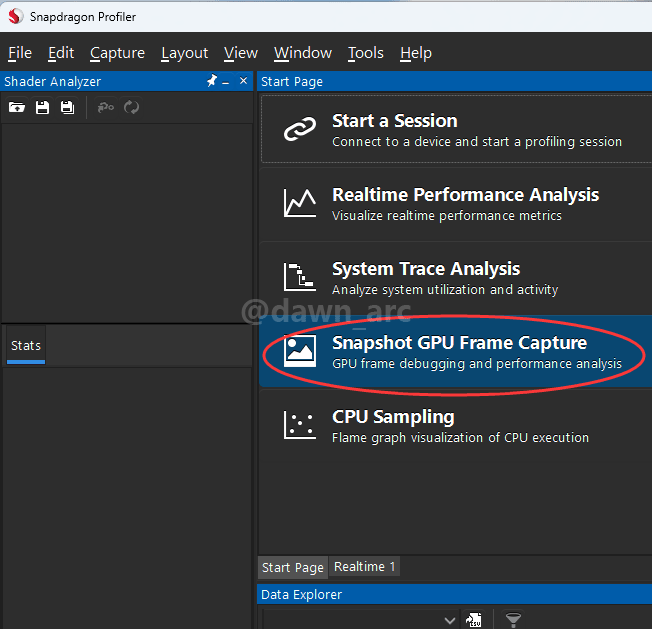 Snapdragon Profiler
File Edit Capture Layout View Window Tools Help
Shader Analyzer
Start Page
Start a Session
Connect to a device and start a profiling session
Realtime Performance Analysis
Visualize realtime performance metrics
System Trace Analysis
Analyze system utilization and activity
@dawn_arc
Stats
Snapshot GPU Frame Capture
GPU frame debugging and performance analysis
CPU Sampling
Flame graph visualization of CPU execution
Start Page Realtime 1
Data Explorer